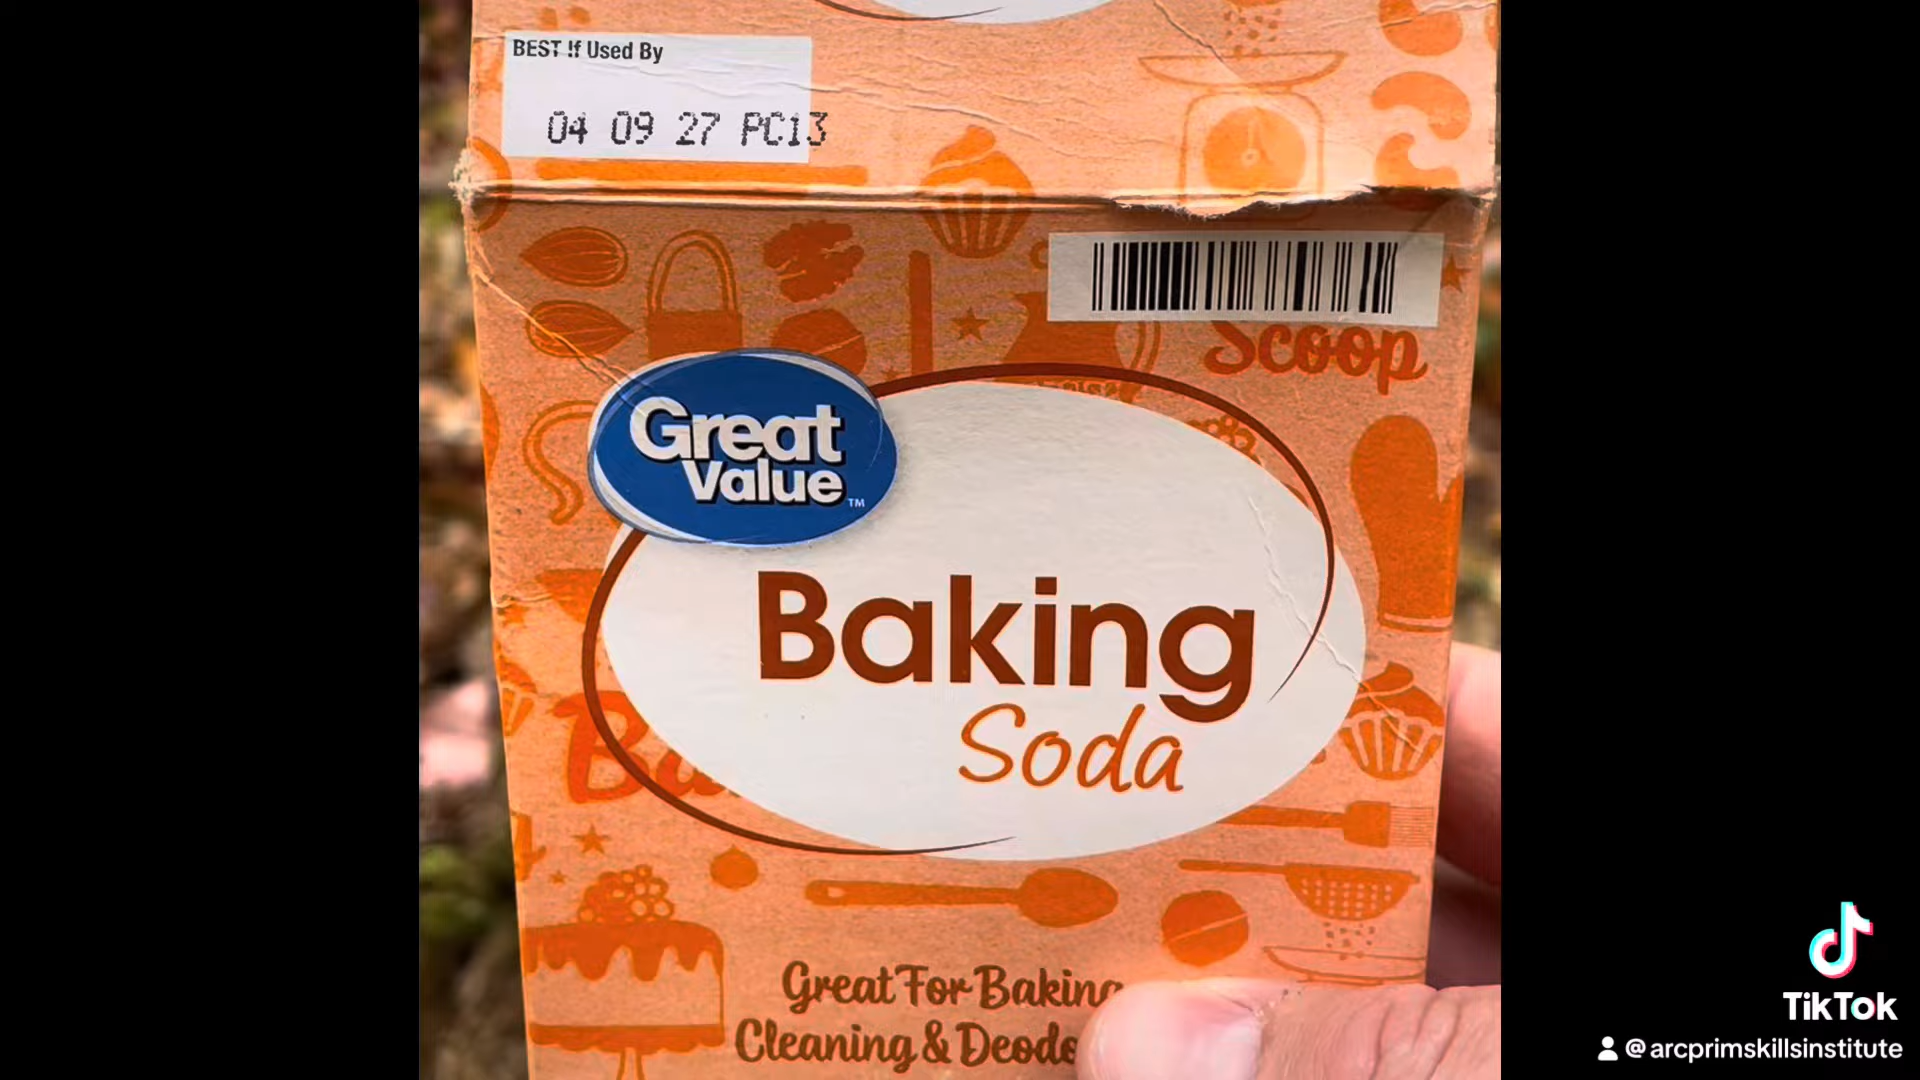 BEST If Used By
04 09 27 PC13
Scoop
Great
Value
TM
Baking
Soda
Great For Baking
Cleaning &
TikTok
@arcprimskillsinstitute